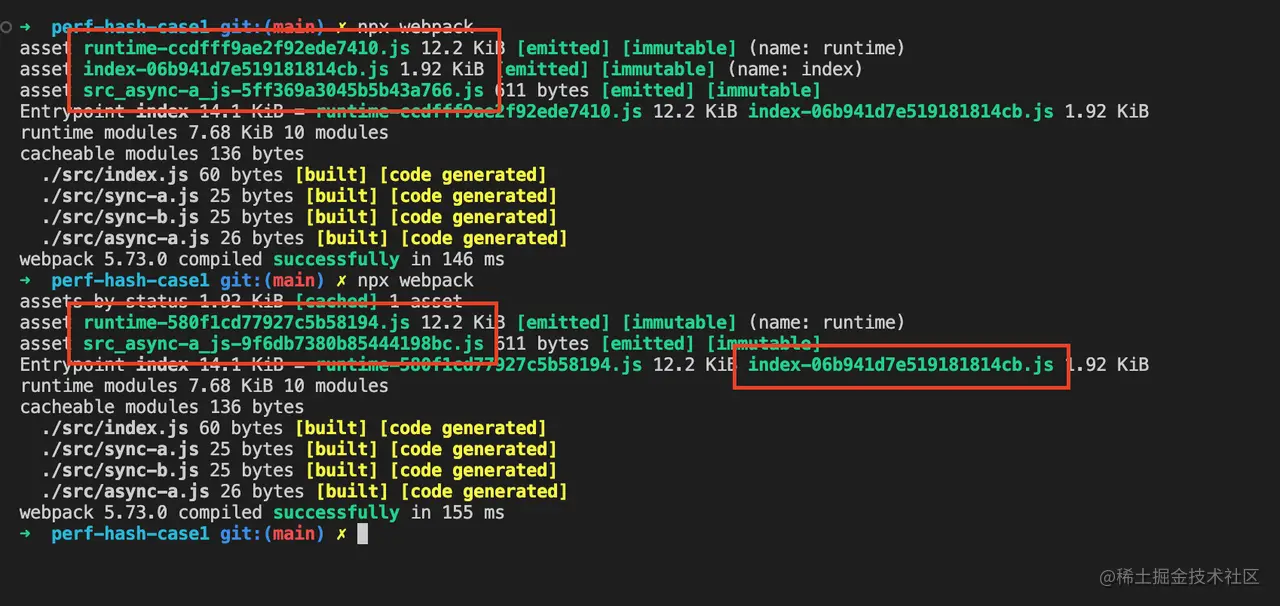 ➜  perf-hash-case1 git:(main) ✗ npx webpack
asset runtime-ccdfff9ae2f92ede7410.js 12.2 KiB [emitted] [immutable] (name: runtime)
asset index-06b941d7e519181814cb.js 1.92 KiB [emitted] [immutable] (name: index)
asset src_async-a_js-5ff369a3045b5b43a766.js 611 bytes [emitted] [immutable]
Entrypoint index 14.1 KiB = runtime-ccdfff9ae2f92ede7410.js 12.2 KiB index-06b941d7e519181814cb.js 1.92 KiB
runtime modules 7.68 KiB 10 modules
cacheable modules 136 bytes
  ./src/index.js 60 bytes [built] [code generated]
  ./src/sync-a.js 25 bytes [built] [code generated]
  ./src/sync-b.js 25 bytes [built] [code generated]
  ./src/async-a.js 26 bytes [built] [code generated]
webpack 5.73.0 compiled successfully in 146 ms
➜  perf-hash-case1 git:(main) ✗ npx webpack
assets by status 1.92 KiB [cached] 1 asset
asset runtime-580f1cd77927c5b58194.js 12.2 KiB [emitted] [immutable] (name: runtime)
asset src_async-a_js-9f6db7380b85444198bc.js 611 bytes [emitted] [immutable]
Entrypoint index 14.1 KiB = runtime-580f1cd77927c5b58194.js 12.2 KiB index-06b941d7e519181814cb.js 1.92 KiB
runtime modules 7.68 KiB 10 modules
cacheable modules 136 bytes
  ./src/index.js 60 bytes [built] [code generated]
  ./src/sync-a.js 25 bytes [built] [code generated]
  ./src/sync-b.js 25 bytes [built] [code generated]
  ./src/async-a.js 26 bytes [built] [code generated]
webpack 5.73.0 compiled successfully in 155 ms
➜  perf-hash-case1 git:(main) ✗
@稀土掘金技术社区